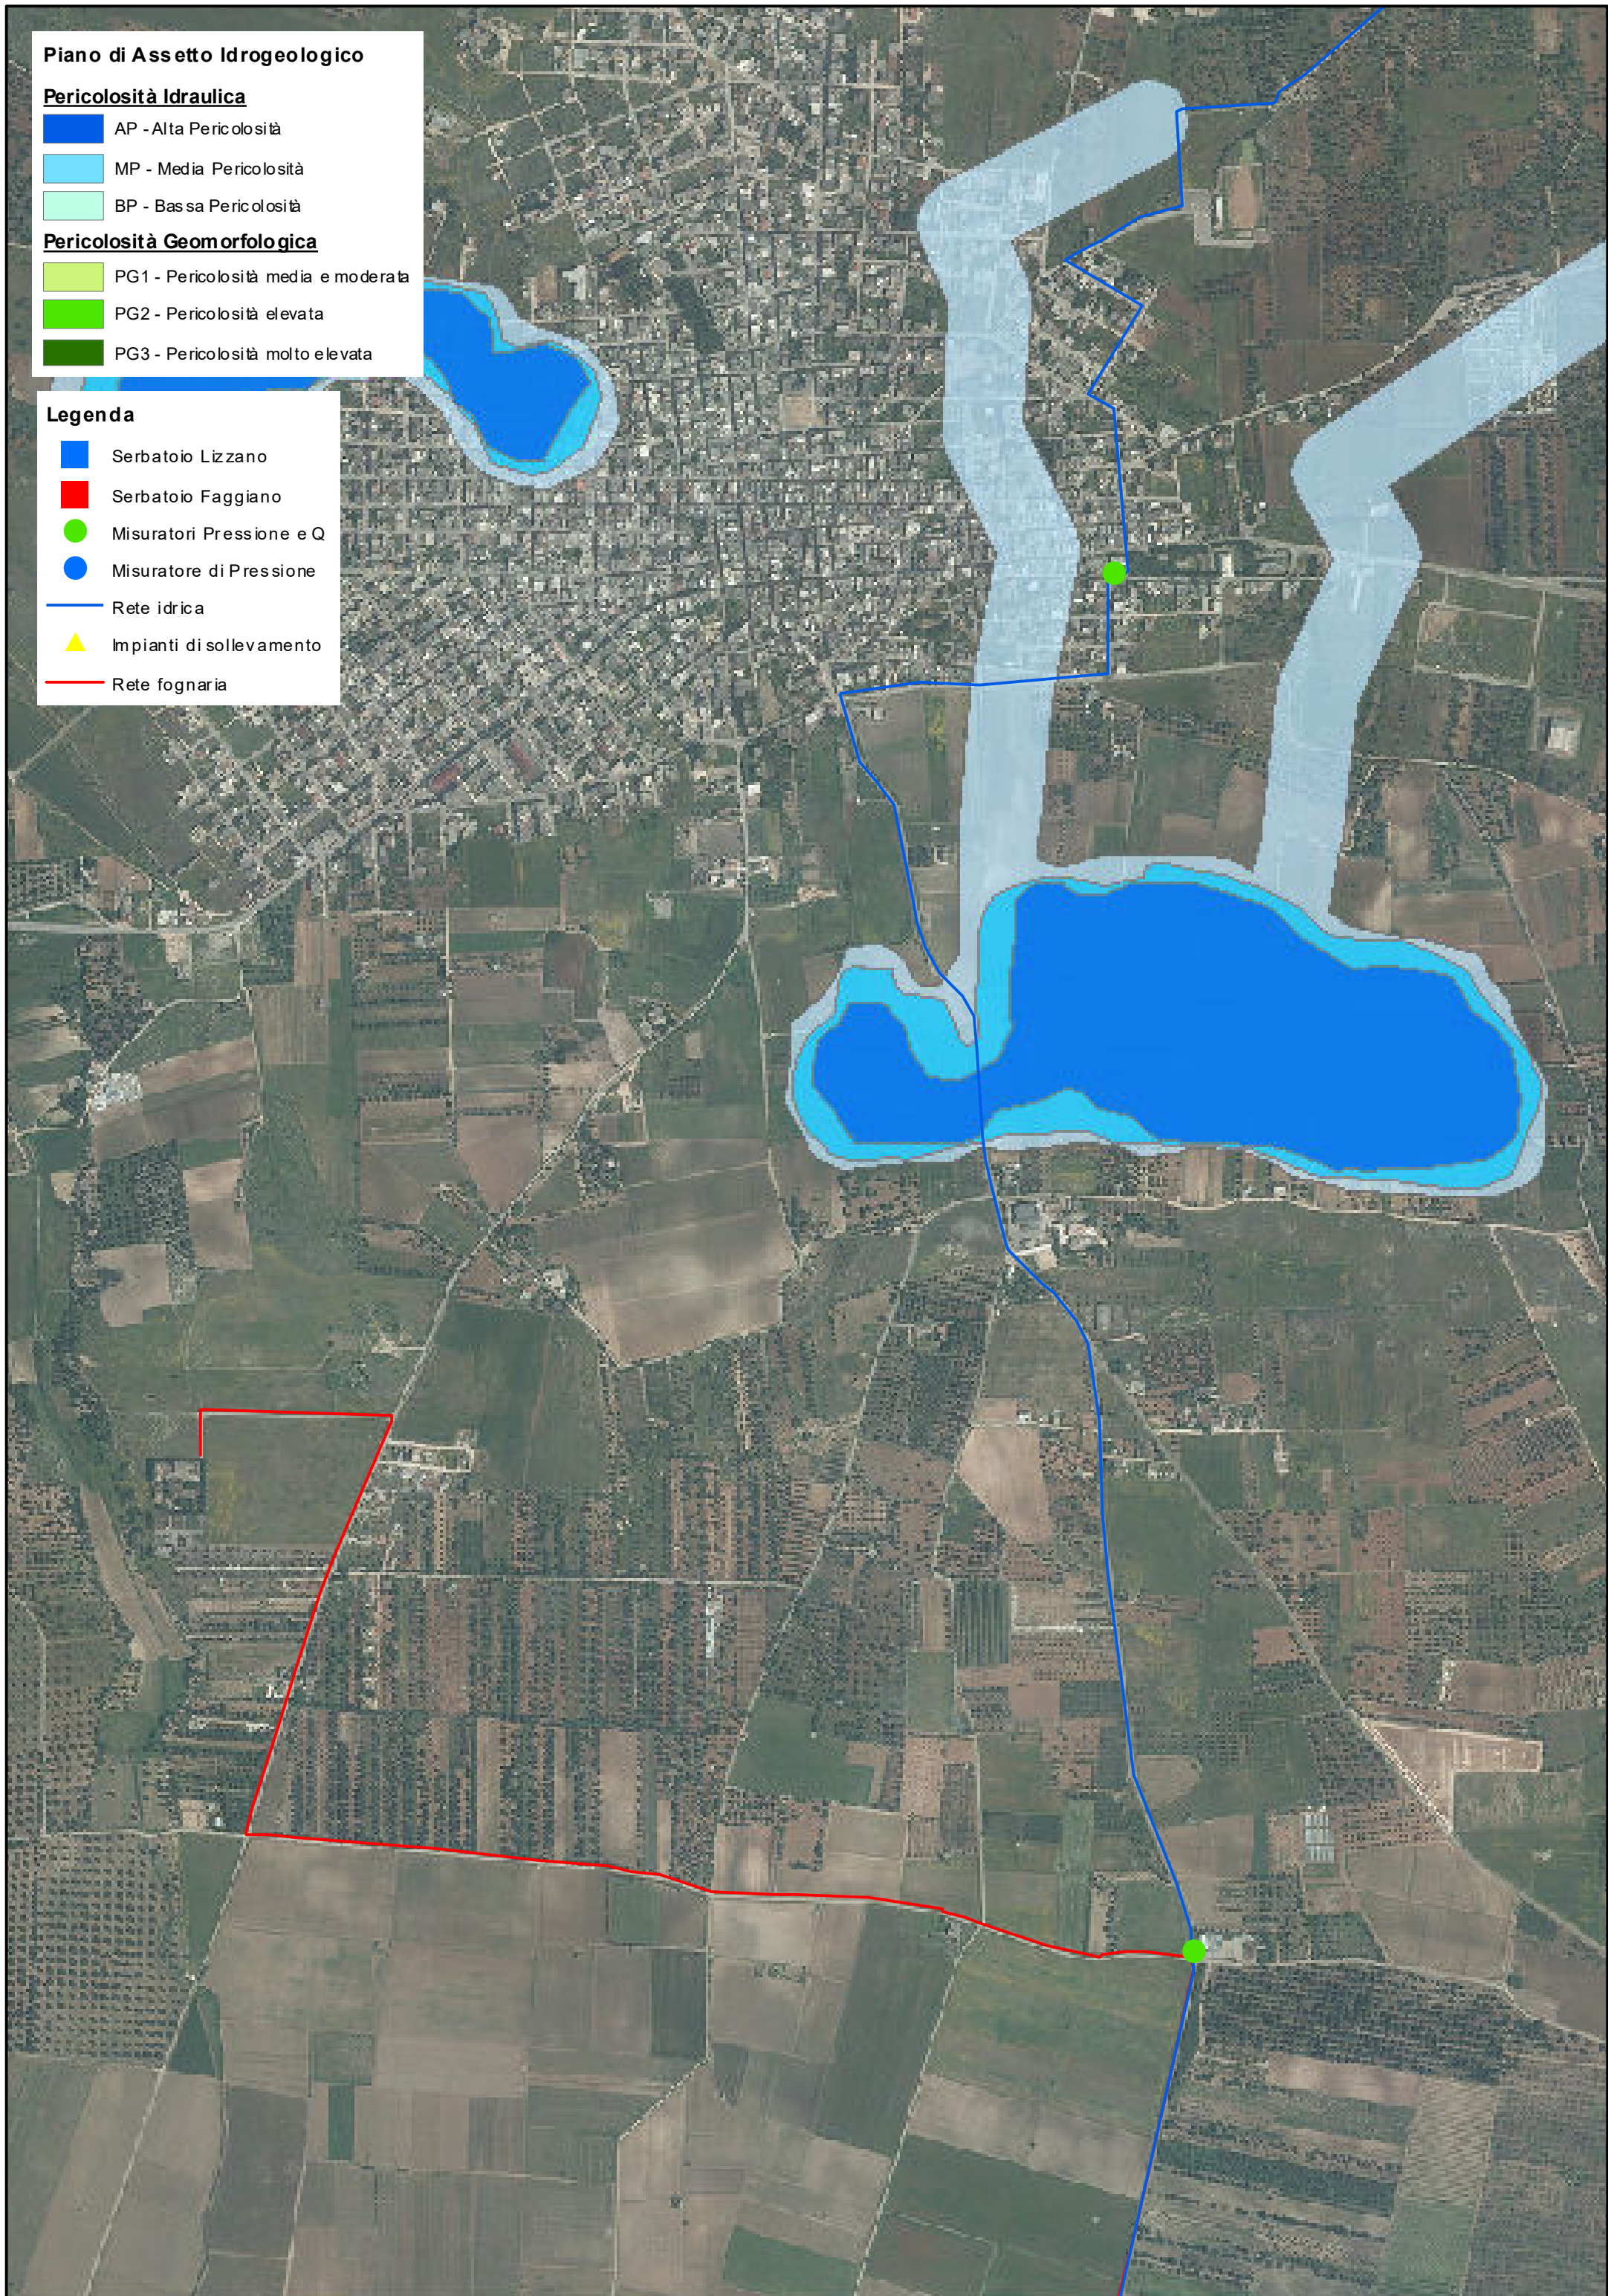 Piano di Assetto Idrogeologico
Pericolosità Idraulica
AP - Alta Pericolosità
MP - Media Pericolosità
BP - Bassa Pericolosità
Pericolosità Geomorfologica
PG1 - Pericolosità media e moderata
PG2 - Pericolosità elevata
PG3 - Pericolosità molto elevata
Legenda
Serbatoio Lizzano
Serbatoio Faggiano
Misuratori Pressione e Q
Misuratore di Pressione
Rete idrica
Impianti di sollevamento
Rete fognaria